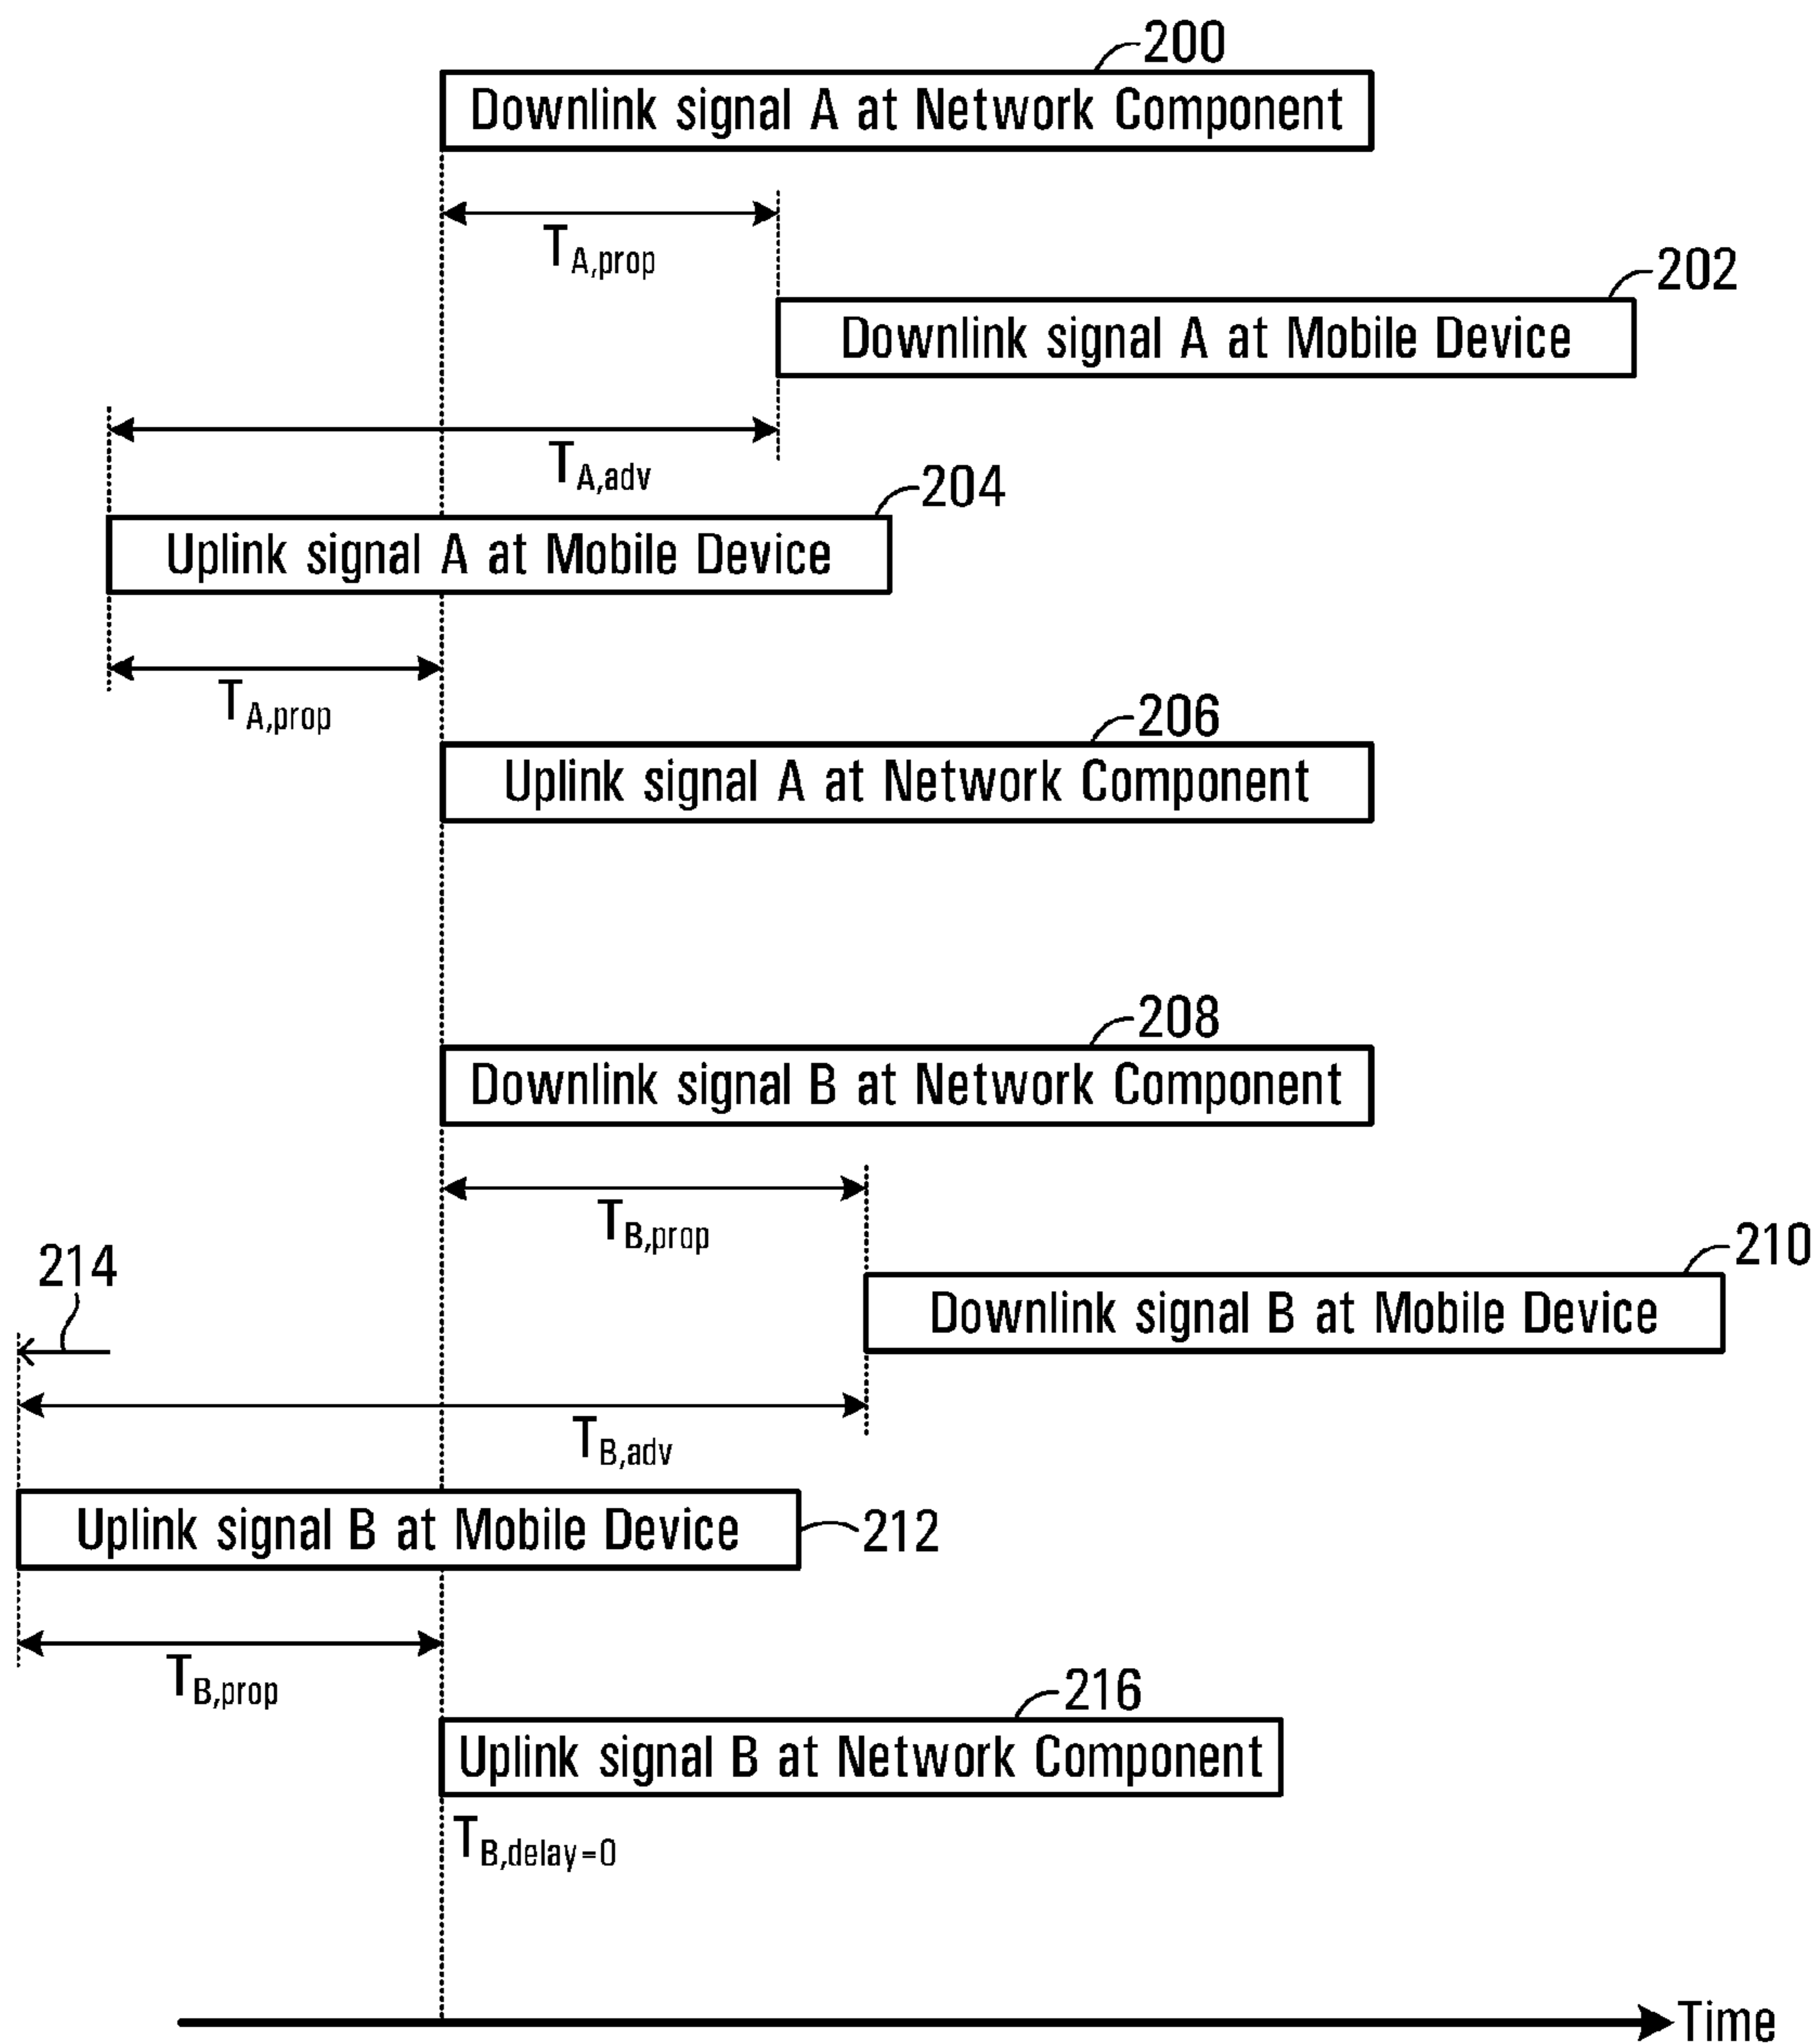 200
Downlink signal A at Network Component
TA,prop
202
Downlink signal A at Mobile Device
TA,adv
204
Uplink signal A at Mobile Device
TA,prop
206
Uplink signal A at Network Component
208
Downlink signal B at Network Component
TB,prop
210
214
Downlink signal B at Mobile Device
TB,adv
Uplink signal B at Mobile Device
212
TB,prop
216
Uplink signal B at Network Component
TB,delay=0
Time